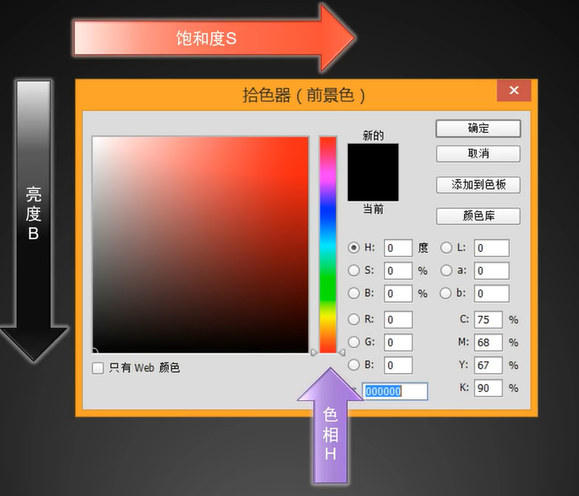 饱和度S
拾色器（前景色）
亮度B
新的
当前
确定
取消
添加到色板
颜色库
H: 0 度
S: 0 %
B: 0 %
R: 0
G: 0
B: 0
L: 0
a: 0
b: 0
C: 75 %
M: 68 %
Y: 67 %
K: 90 %
只有 Web 颜色
000000
色相H